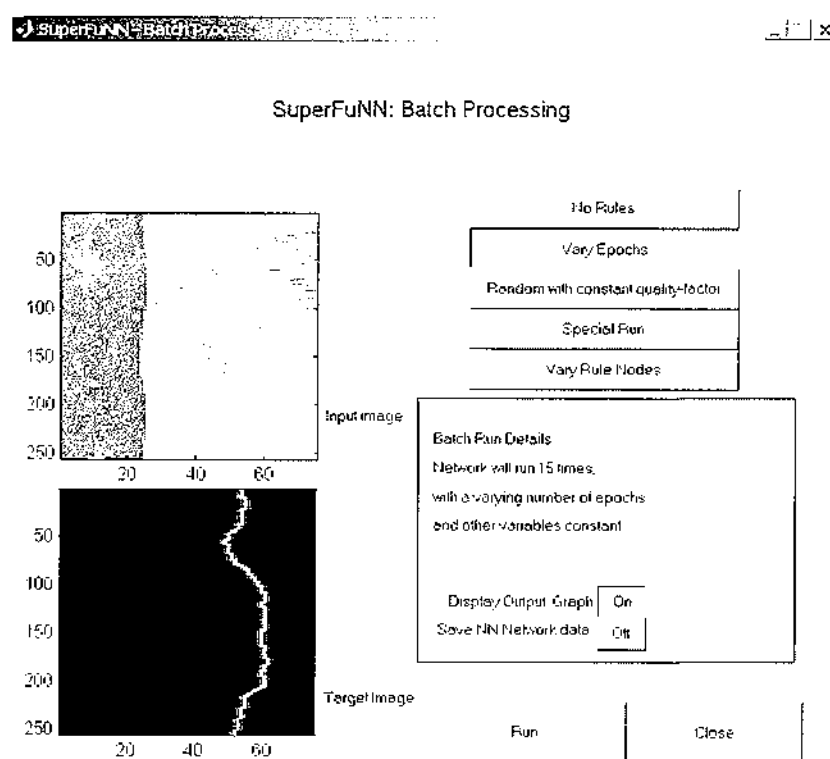 SuperFuNN - Batch Process
SuperFuNN: Batch Processing
No Rules
Vary Epochs
Random with constant quality-factor
Special Run
Vary Rule Nodes
50
100
150
200
250
20 40 60
Input image
Batch Run Details
Network will run 15 times,
with a varying number of epochs
and other variables constant
Display Output Graph On
Save NN Network data Off
50
100
150
200
250
20 40 60
Target Image
Run
Close